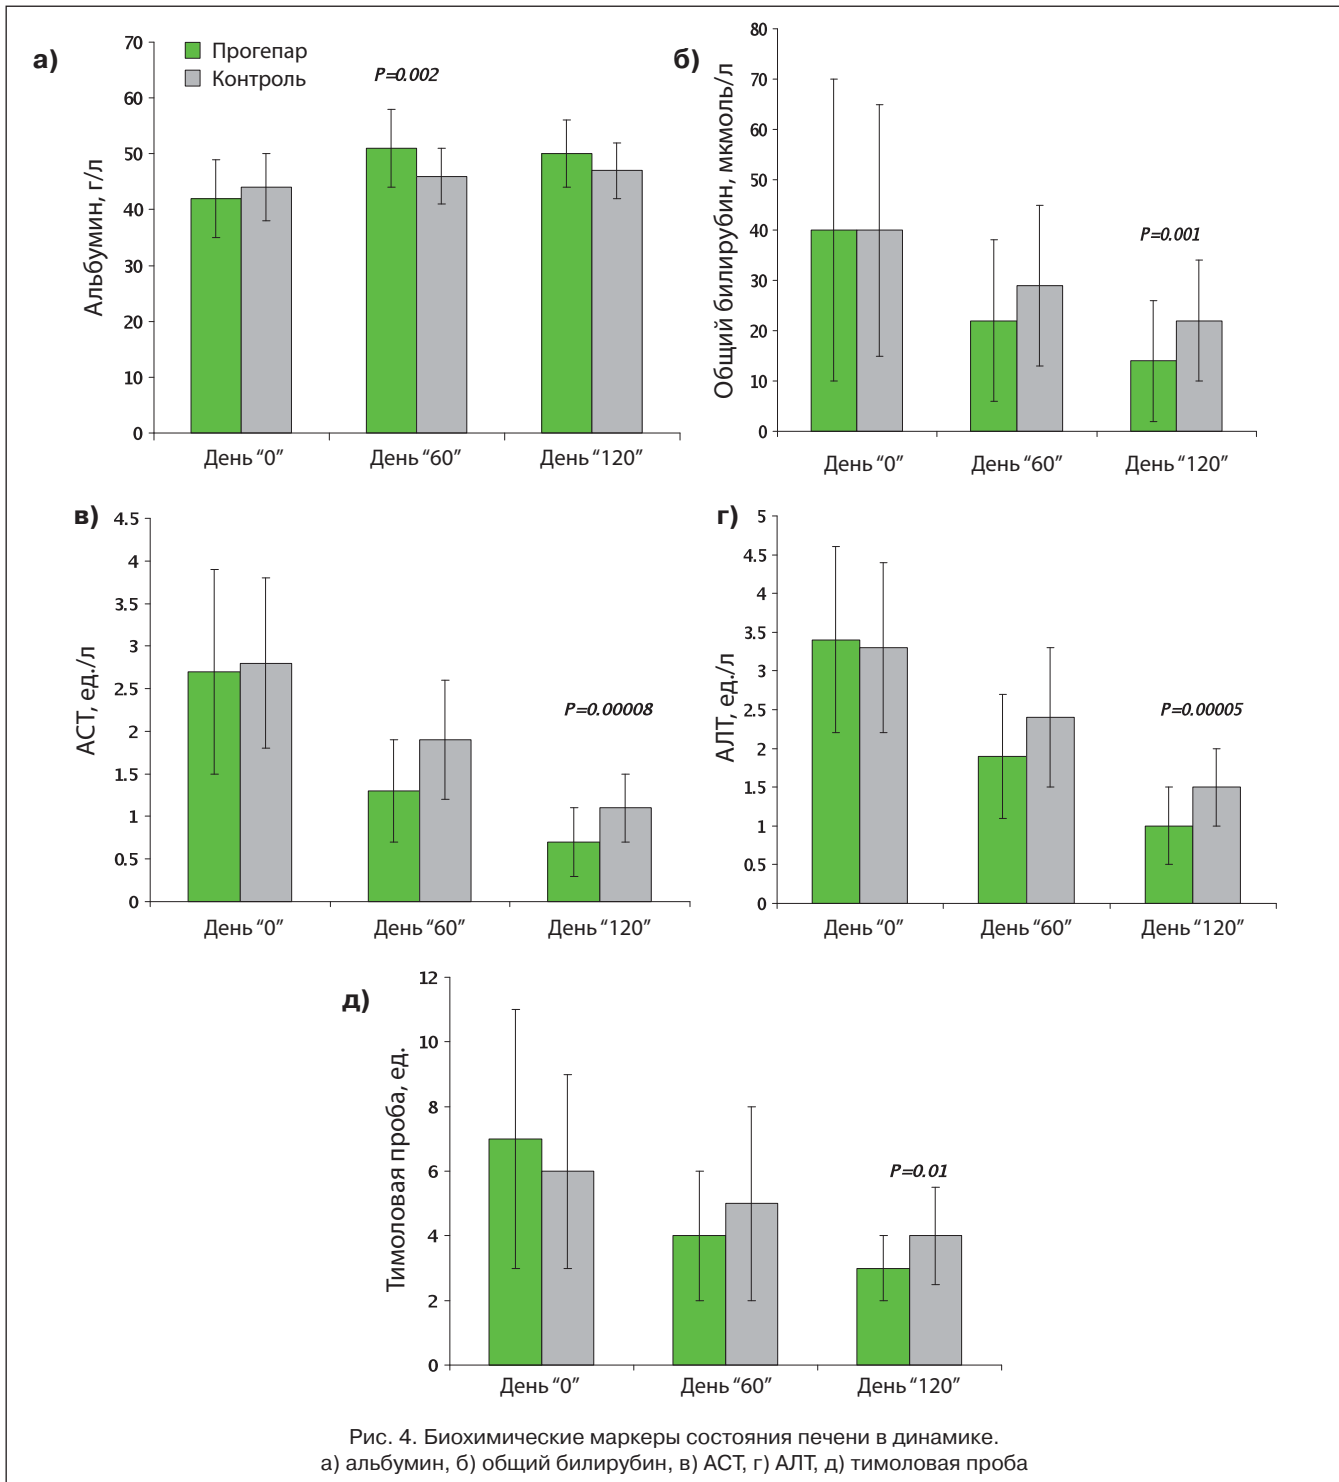 а)
Прогепар
Контроль
P=0.002
Альбумин, г/л
70
60
50
40
30
20
10
0
День “0”
День “60”
День “120”
б)
Общий билирубин, мкмоль/л
80
70
60
50
40
30
20
10
0
P=0.001
День “0”
День “60”
День “120”
в)
АСТ, ед./л
4.5
4
3.5
3
2.5
2
1.5
1
0.5
0
P=0.00008
День “0”
День “60”
День “120”
г)
АЛТ, ед./л
5
4.5
4
3.5
3
2.5
2
1.5
1
0.5
0
P=0.00005
День “0”
День “60”
День “120”
д)
Тимоловая проба, ед.
12
10
8
6
4
2
0
P=0.01
День “0”
День “60”
День “120”
Рис. 4. Биохимические маркеры состояния печени в динамике.
а) альбумин, б) общий билирубин, в) АСТ, г) АЛТ, д) тимоловая проба